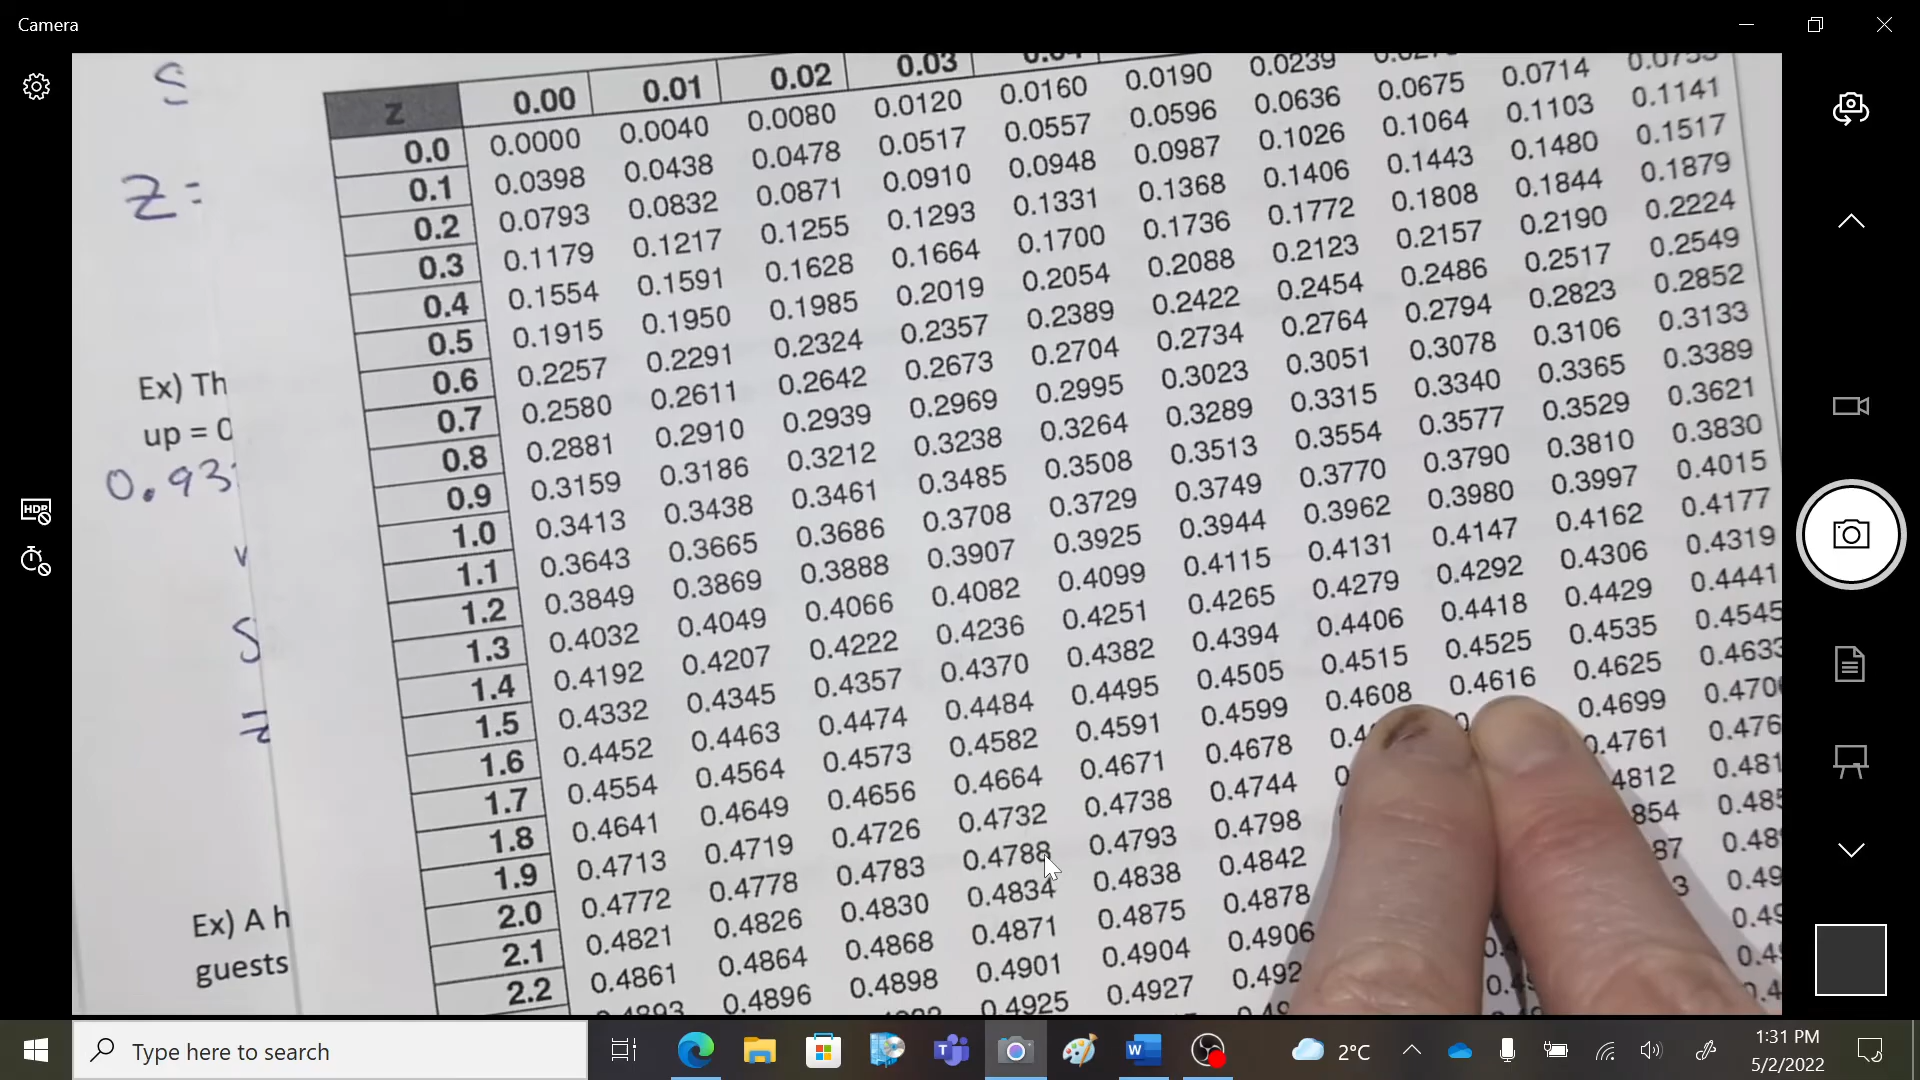 Camera
S
Z=
Ex) Th
up = 0
0.93
S
=
Ex) A h
guests
z 0.00 0.01 0.02 0.03
0.0 0.0000 0.0040 0.0080 0.0120 0.0160 0.0190 0.0239
0.1 0.0398 0.0438 0.0478 0.0517 0.0557 0.0596 0.0636 0.0675 0.0714
0.2 0.0793 0.0832 0.0871 0.0910 0.0948 0.0987 0.1026 0.1064 0.1103 0.1141
0.3 0.1179 0.1217 0.1255 0.1293 0.1331 0.1368 0.1406 0.1443 0.1480 0.1517
0.4 0.1554 0.1591 0.1628 0.1664 0.1700 0.1736 0.1772 0.1808 0.1844 0.1879
0.5 0.1915 0.1950 0.1985 0.2019 0.2054 0.2088 0.2123 0.2157 0.2190 0.2224
0.6 0.2257 0.2291 0.2324 0.2357 0.2389 0.2422 0.2454 0.2486 0.2517 0.2549
0.7 0.2580 0.2611 0.2642 0.2673 0.2704 0.2734 0.2764 0.2794 0.2823 0.2852
0.8 0.2881 0.2910 0.2939 0.2969 0.2995 0.3023 0.3051 0.3078 0.3106 0.3133
0.9 0.3159 0.3186 0.3212 0.3238 0.3264 0.3289 0.3315 0.3340 0.3365 0.3389
1.0 0.3413 0.3438 0.3461 0.3485 0.3508 0.3513 0.3554 0.3577 0.3529 0.3621
1.1 0.3643 0.3665 0.3686 0.3708 0.3729 0.3749 0.3770 0.3790 0.3810 0.3830
1.2 0.3849 0.3869 0.3888 0.3907 0.3925 0.3944 0.3962 0.3980 0.3997 0.4015
1.3 0.4032 0.4049 0.4066 0.4082 0.4099 0.4115 0.4131 0.4147 0.4162 0.4177
1.4 0.4192 0.4207 0.4222 0.4236 0.4251 0.4265 0.4279 0.4292 0.4306 0.4319
1.5 0.4332 0.4345 0.4357 0.4370 0.4382 0.4394 0.4406 0.4418 0.4429 0.4441
1.6 0.4452 0.4463 0.4474 0.4484 0.4495 0.4505 0.4515 0.4525 0.4535 0.4545
1.7 0.4554 0.4564 0.4573 0.4582 0.4591 0.4599 0.4608 0.4616 0.4625 0.4633
1.8 0.4641 0.4649 0.4656 0.4664 0.4671 0.4678 0.4699
1.9 0.4713 0.4719 0.4726 0.4732 0.4738 0.4744 0.4761
2.0 0.4772 0.4778 0.4783 0.4788 0.4793 0.4798
2.1 0.4821 0.4826 0.4830 0.4834 0.4838 0.4842
2.2 0.4861 0.4864 0.4868 0.4871 0.4875 0.4878
0.4896 0.4898 0.4901 0.4904 0.4906
0.4925 0.4927
Type here to search
2°C
1:31 PM
5/2/2022